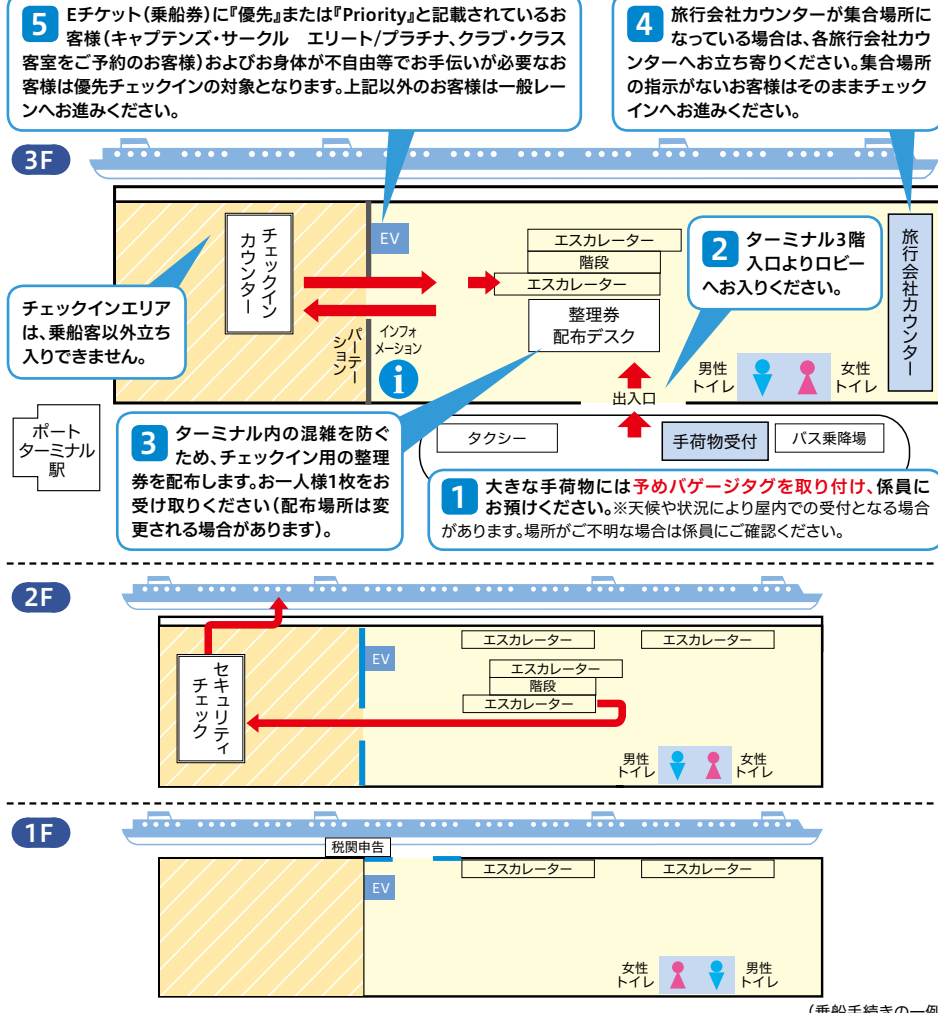 5 Eチケット(乗船券)に『優先』または『Priority』と記載されているお
客様(キャプテンズ・サークル　エリート/プラチナ、クラブ・クラス
客室をご予約のお客様)およびお身体が不自由等でお手伝いが必要なお
客様は優先チェックインの対象となります。上記以外のお客様は一般レー
ンへお進みください。
4 旅行会社カウンターが集合場所に
なっている場合は、各旅行会社カウ
ンターへお立ち寄りください。集合場所
の指示がないお客様はそのままチェック
インへお進みください。
3F
チェックイン
カウンター
EV
エスカレーター
階段
エスカレーター
整理券
配布デスク
2 ターミナル3階
入口よりロビー
へお入りください。
旅行会社カウンター
チェックインエリア
は、乗船客以外立ち
入りできません。
パーテー
ション
インフォ
メーション
i
男性
トイレ
女性
トイレ
出入口
ポート
ターミナル
駅
3 ターミナル内の混雑を防ぐ
ため、チェックイン用の整理
券を配布します。お一人様1枚をお
受け取りください(配布場所は変
更される場合があります)。
タクシー
手荷物受付
バス乗降場
1 大きな手荷物には予めバゲージタグを取り付け、係員に
お預けください。※天候や状況により屋内での受付となる場合
があります。場所がご不明な場合は係員にご確認ください。
2F
セキュリティ
チェック
EV
エスカレーター
エスカレーター
エスカレーター
階段
エスカレーター
男性
トイレ
女性
トイレ
1F
税関申告
EV
エスカレーター
エスカレーター
女性
トイレ
男性
トイレ
(乗船手続きの一例